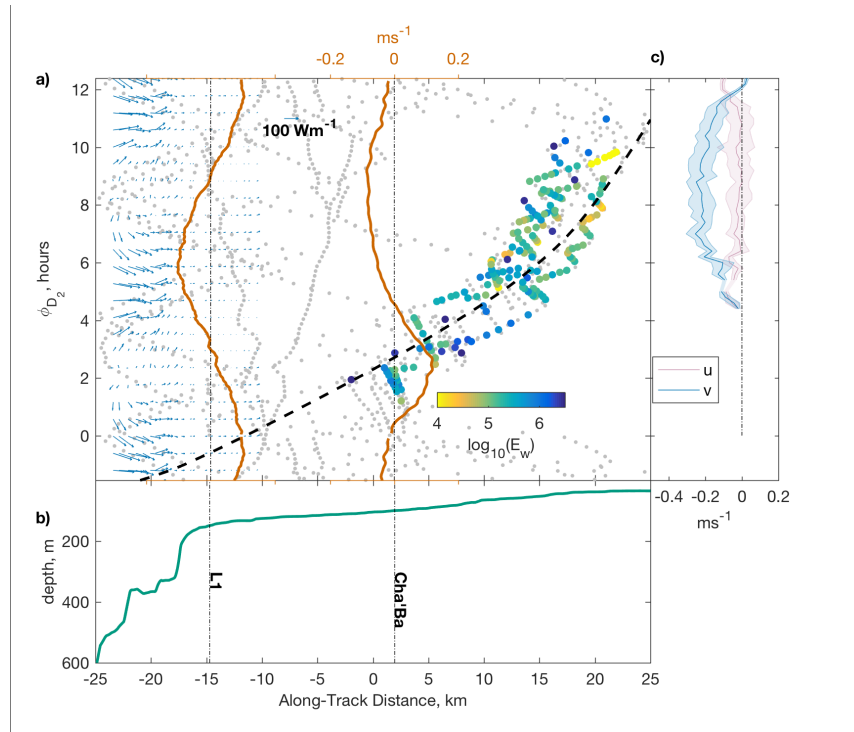 ms⁻¹
-0.2 0 0.2
a)
c)
12
10
8
6
4
2
0
ϕ_D₂, hours
100 Wm⁻¹
4 5 6
log₁₀(E_w)
u
v
-0.4 -0.2 0 0.2
ms⁻¹
b)
depth, m
200
400
600
L1
Cha'Ba
-25 -20 -15 -10 -5 0 5 10 15 20 25
Along-Track Distance, km